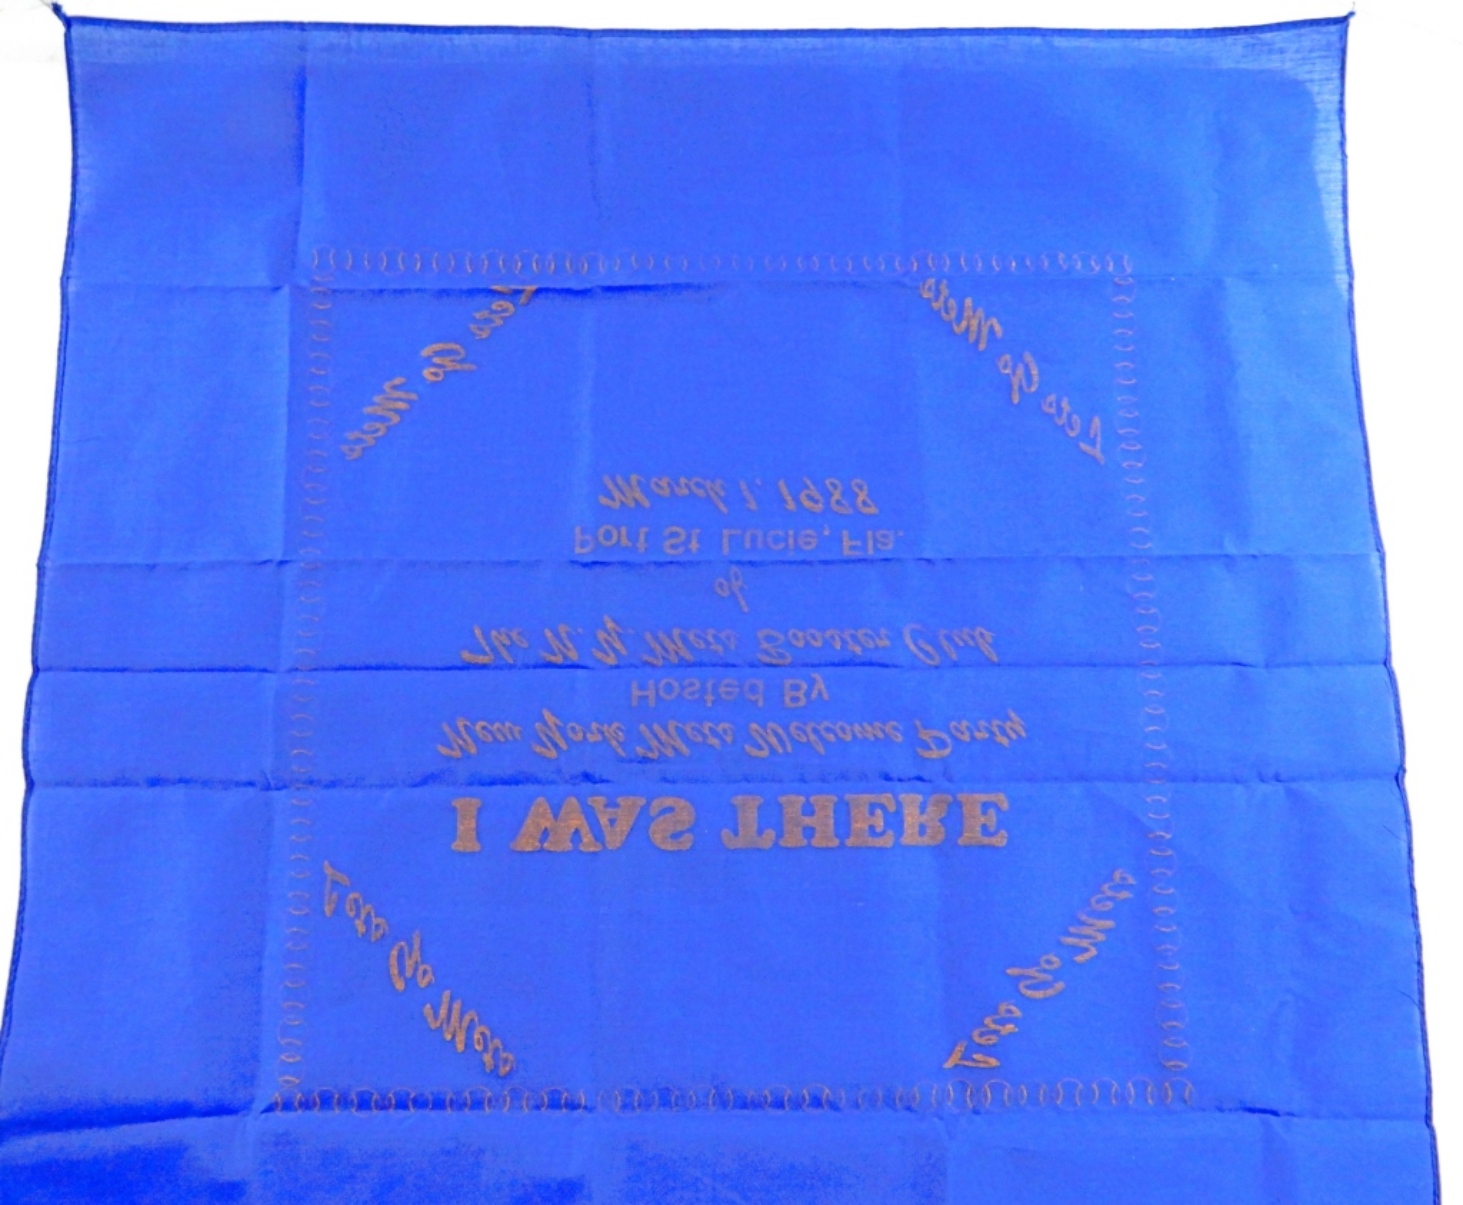 I WAS THERE
New York Mets Welcome Party
Hosted By
The N.Y. Mets Booster Club
of
Port St Lucie, Fla.
March 1, 1988
Lets Go Mets
Lets Go Mets
Lets Go Mets
Lets Go Mets